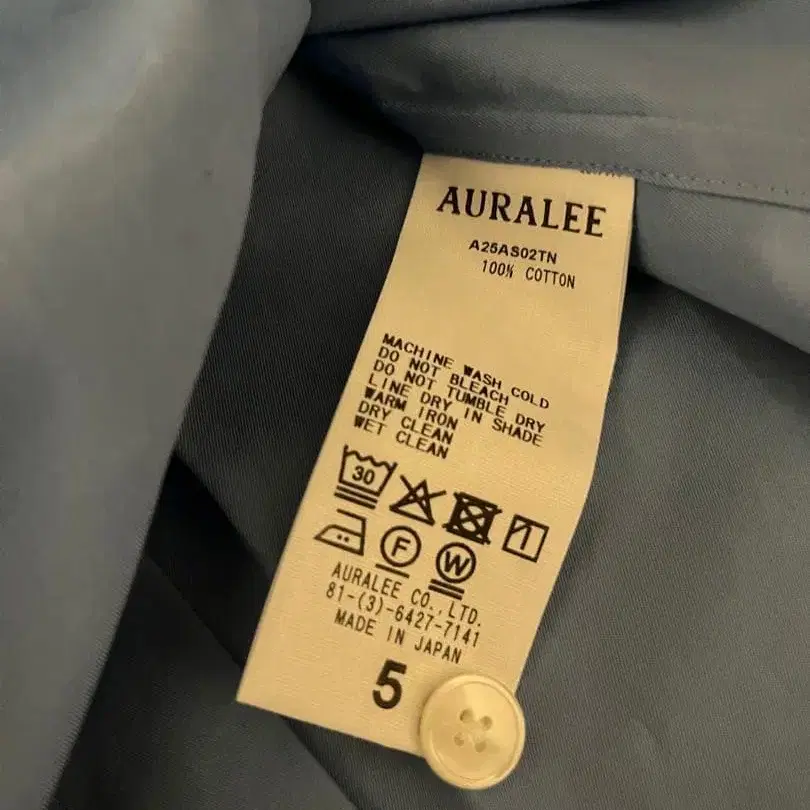 AURALEE
A25AS02TN
100% COTTON
MACHINE WASH COLD
DO NOT BLEACH
DO NOT TUMBLE DRY
LINE DRY IN SHADE
WARM IRON
DRY CLEAN
WET CLEAN
30
F W
AURALEE CO.,LTD.
81-(3)-6427-7141
MADE IN JAPAN
5